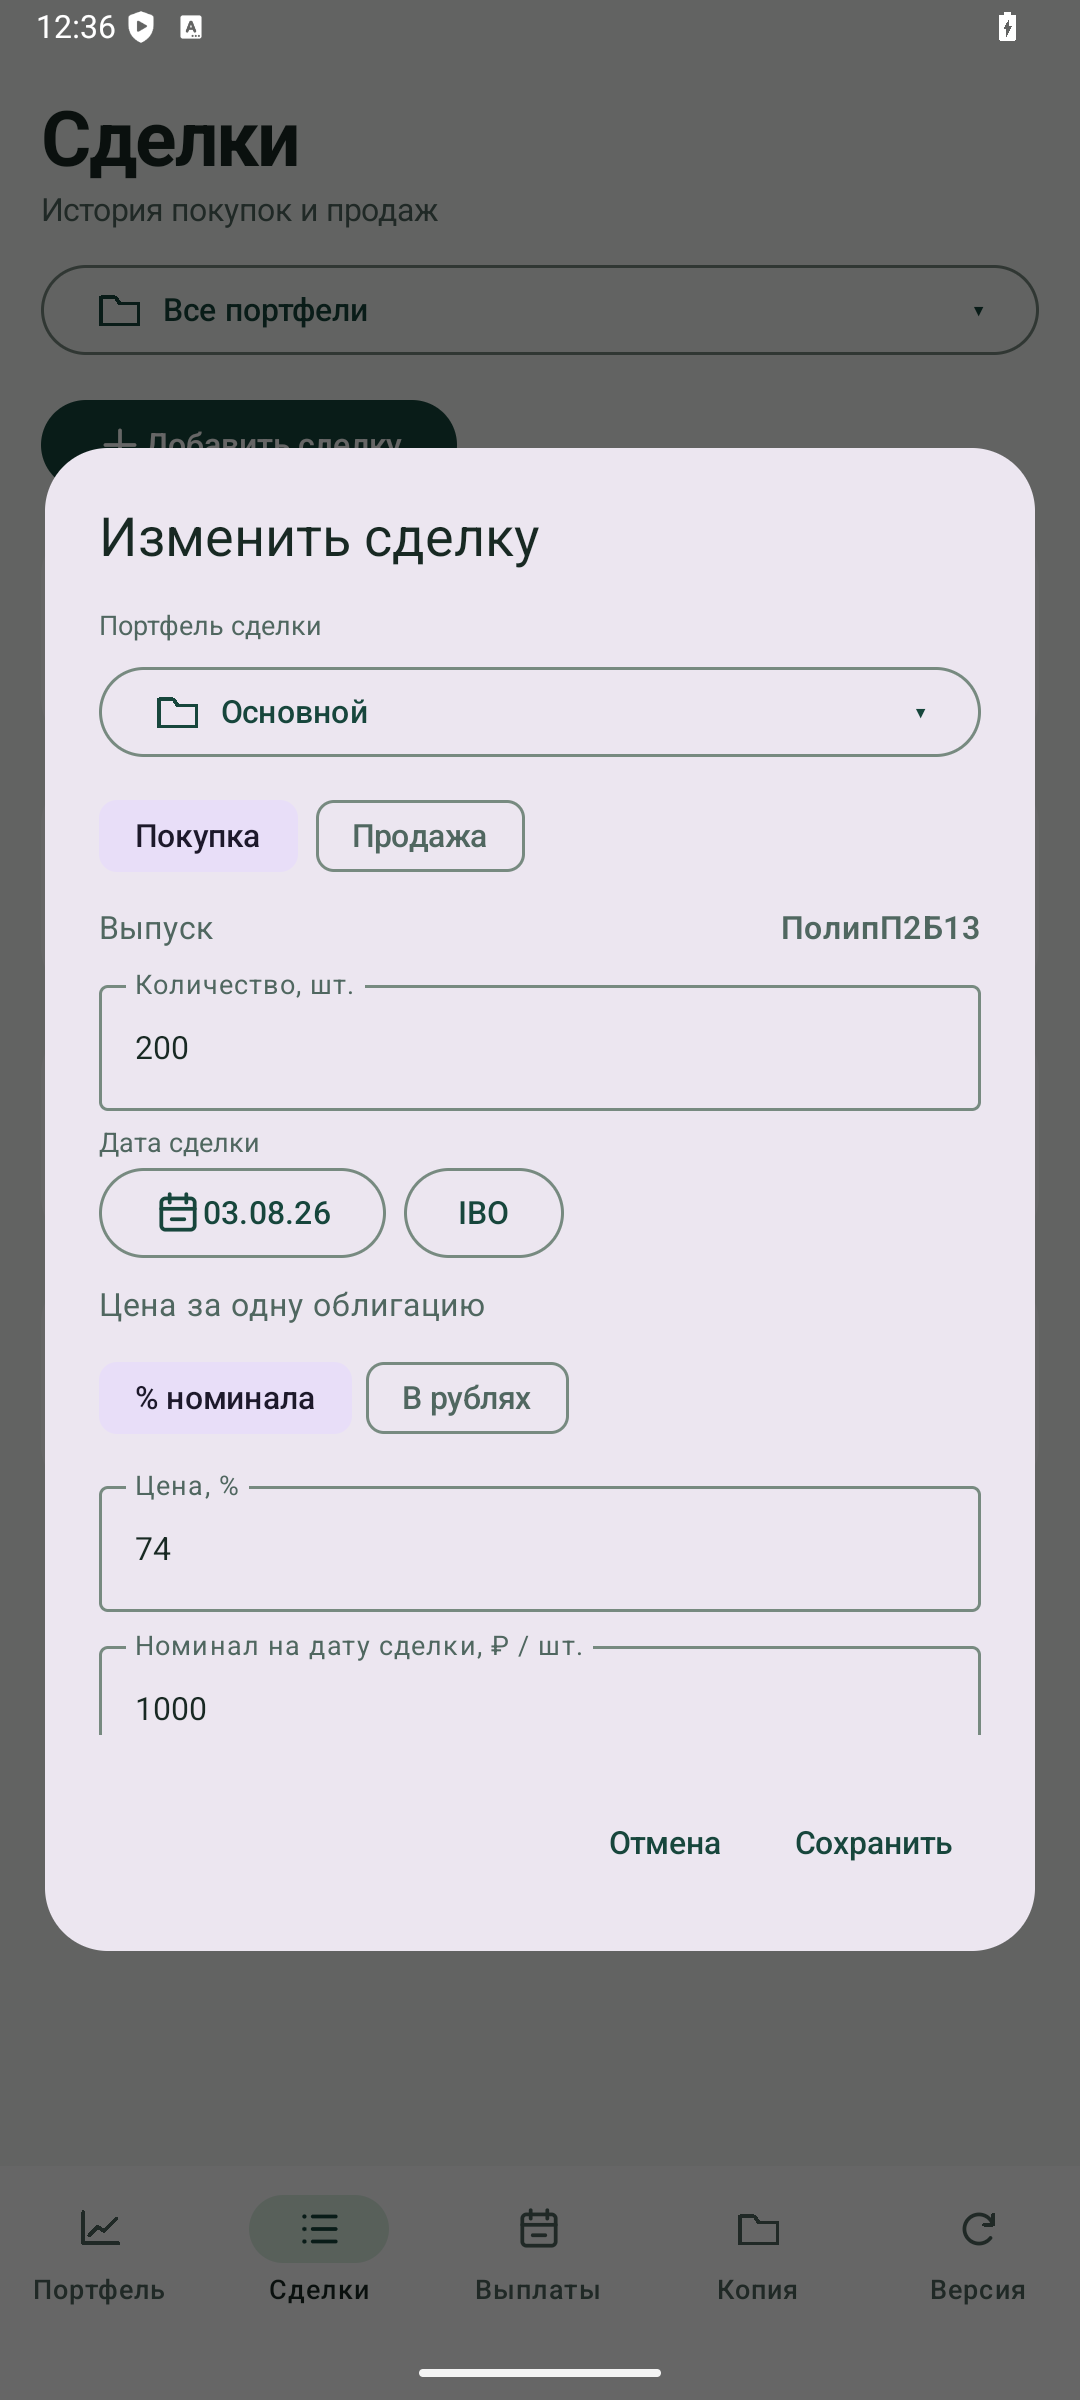 12:36
Сделки
История покупок и продаж
Все портфели
Добавить сделку
Изменить сделку
Портфель сделки
Основной
Покупка
Продажа
Выпуск
ПолипП2Б13
Количество, шт.
200
Дата сделки
03.08.26
IBO
Цена за одну облигацию
% номинала
В рублях
Цена, %
74
Номинал на дату сделки, ₽ / шт.
1000
Отмена
Сохранить
Портфель
Сделки
Выплаты
Копия
Версия